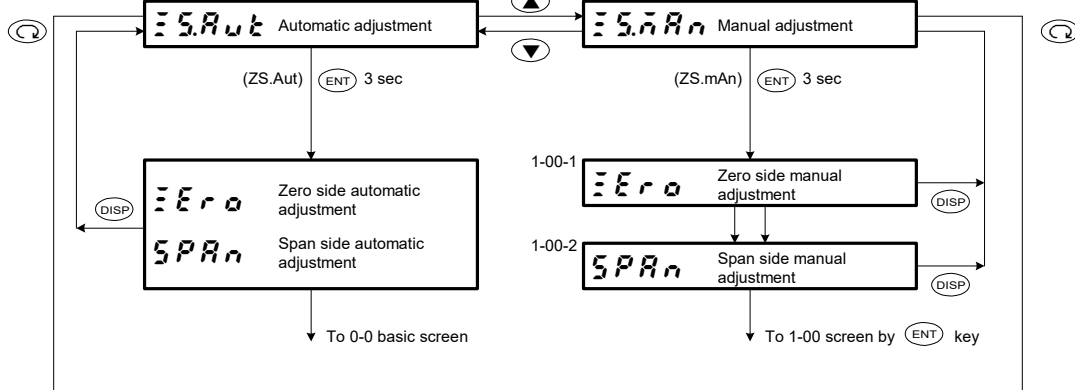 ZS.Aut Automatic adjustment
ZS.mAn Manual adjustment
(ZS.Aut) ENT 3 sec
(ZS.mAn) ENT 3 sec
1-00-1
ZEro Zero side automatic
adjustment
SPAn Span side automatic
adjustment
DISP
ZEro Zero side manual
adjustment
DISP
1-00-2
SPAn Span side manual
adjustment
DISP
To 0-0 basic screen
To 1-00 screen by ENT key